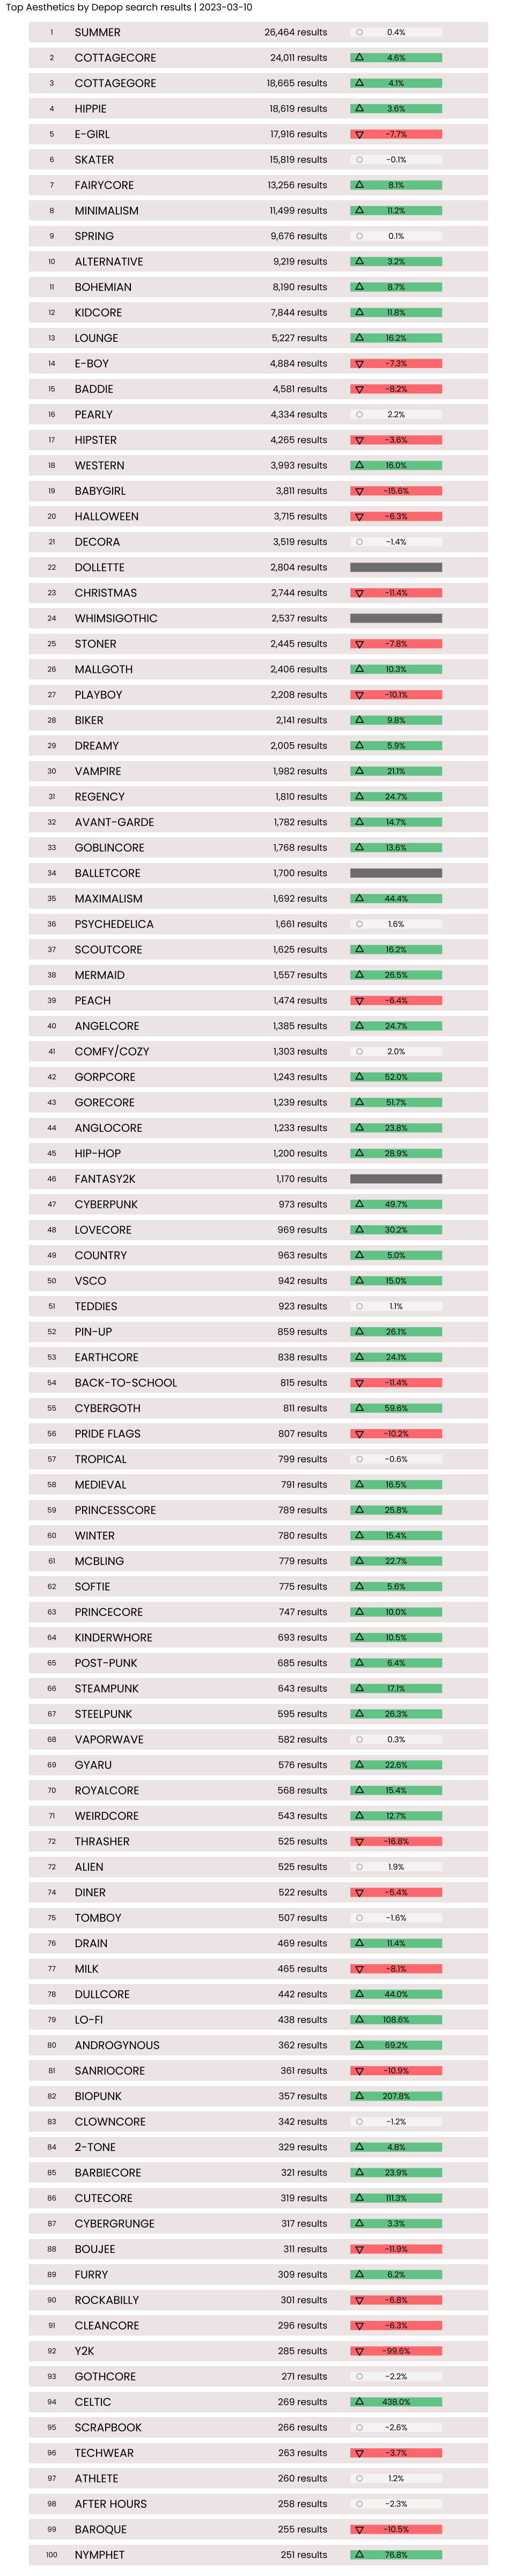 Top Aesthetics by Depop search results | 2023-03-10
1 SUMMER 26,464 results 0.4%
2 COTTAGECORE 24,011 results 4.6%
3 COTTAGEGORE 18,665 results 4.1%
4 HIPPIE 18,619 results 3.6%
5 E-GIRL 17,916 results -7.7%
6 SKATER 15,819 results -0.1%
7 FAIRYCORE 13,256 results 8.1%
8 MINIMALISM 11,499 results 11.2%
9 SPRING 9,676 results 0.1%
10 ALTERNATIVE 9,219 results 3.2%
11 BOHEMIAN 8,190 results 8.7%
12 KIDCORE 7,844 results 11.8%
13 LOUNGE 5,227 results 16.2%
14 E-BOY 4,884 results -7.3%
15 BADDIE 4,581 results -8.2%
16 PEARLY 4,334 results 2.2%
17 HIPSTER 4,265 results -3.6%
18 WESTERN 3,993 results 16.0%
19 BABYGIRL 3,811 results -15.6%
20 HALLOWEEN 3,715 results -6.3%
21 DECORA 3,519 results -1.4%
22 DOLLETTE 2,804 results
23 CHRISTMAS 2,744 results -11.4%
24 WHIMSIGOTHIC 2,537 results
25 STONER 2,445 results -7.8%
26 MALLGOTH 2,406 results 10.3%
27 PLAYBOY 2,208 results -10.1%
28 BIKER 2,141 results 9.8%
29 DREAMY 2,005 results 5.9%
30 VAMPIRE 1,982 results 21.1%
31 REGENCY 1,810 results 24.7%
32 AVANT-GARDE 1,782 results 14.7%
33 GOBLINCORE 1,768 results 13.6%
34 BALLETCORE 1,700 results
35 MAXIMALISM 1,692 results 44.4%
36 PSYCHEDELICA 1,661 results 1.6%
37 SCOUTCORE 1,625 results 16.2%
38 MERMAID 1,557 results 26.5%
39 PEACH 1,474 results -6.4%
40 ANGELCORE 1,385 results 24.7%
41 COMFY/COZY 1,303 results 2.0%
42 GORPCORE 1,243 results 52.0%
43 GORECORE 1,239 results 51.7%
44 ANGLOCORE 1,233 results 23.8%
45 HIP-HOP 1,200 results 28.9%
46 FANTASY2K 1,170 results
47 CYBERPUNK 973 results 49.7%
48 LOVECORE 969 results 30.2%
49 COUNTRY 963 results 5.0%
50 VSCO 942 results 15.0%
51 TEDDIES 923 results 1.1%
52 PIN-UP 859 results 26.1%
53 EARTHCORE 838 results 24.1%
54 BACK-TO-SCHOOL 815 results -11.4%
55 CYBERGOTH 811 results 59.6%
56 PRIDE FLAGS 807 results -10.2%
57 TROPICAL 799 results -0.6%
58 MEDIEVAL 791 results 16.5%
59 PRINCESSCORE 789 results 25.8%
60 WINTER 780 results 15.4%
61 MCBLING 779 results 22.7%
62 SOFTIE 775 results 5.6%
63 PRINCECORE 747 results 10.0%
64 KINDERWHORE 693 results 10.5%
65 POST-PUNK 685 results 6.4%
66 STEAMPUNK 643 results 17.1%
67 STEELPUNK 595 results 26.3%
68 VAPORWAVE 582 results 0.3%
69 GYARU 576 results 22.6%
70 ROYALCORE 568 results 15.4%
71 WEIRDCORE 543 results 12.7%
72 THRASHER 525 results -16.8%
72 ALIEN 525 results 1.9%
74 DINER 522 results -5.4%
75 TOMBOY 507 results -1.6%
76 DRAIN 469 results 11.4%
77 MILK 465 results -8.1%
78 DULLCORE 442 results 44.0%
79 LO-FI 438 results 108.6%
80 ANDROGYNOUS 362 results 69.2%
81 SANRIOCORE 361 results -10.9%
82 BIOPUNK 357 results 207.8%
83 CLOWNCORE 342 results -1.2%
84 2-TONE 329 results 4.8%
85 BARBIECORE 321 results 23.9%
86 CUTECORE 319 results 111.3%
87 CYBERGRUNGE 317 results 3.3%
88 BOUJEE 311 results -11.9%
89 FURRY 309 results 6.2%
90 ROCKABILLY 301 results -6.8%
91 CLEANCORE 296 results -6.3%
92 Y2K 285 results -99.6%
93 GOTHCORE 271 results -2.2%
94 CELTIC 269 results 438.0%
95 SCRAPBOOK 266 results -2.6%
96 TECHWEAR 263 results -3.7%
97 ATHLETE 260 results 1.2%
98 AFTER HOURS 258 results -2.3%
99 BAROQUE 255 results -10.5%
100 NYMPHET 251 results 76.8%